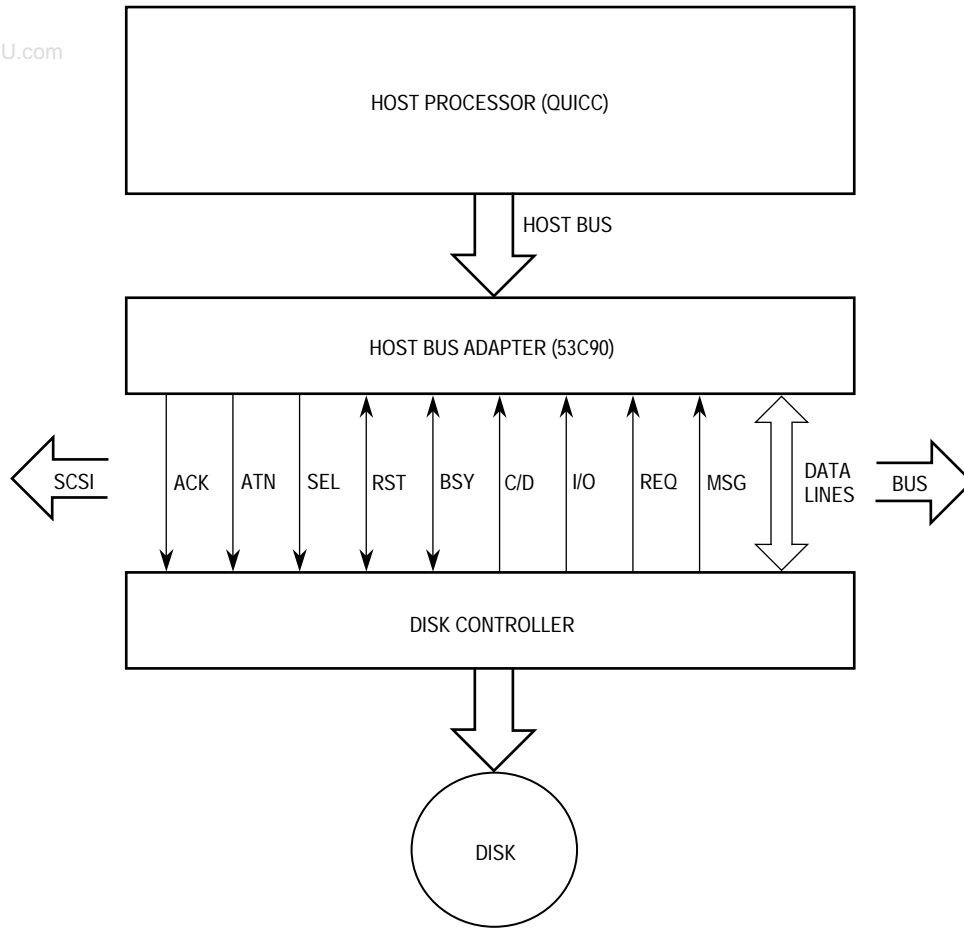 U.com
HOST PROCESSOR (QUICC)
HOST BUS
HOST BUS ADAPTER (53C90)
SCSI
ACK
ATN
SEL
RST
BSY
C/D
I/O
REQ
MSG
DATA
LINES
BUS
DISK CONTROLLER
DISK